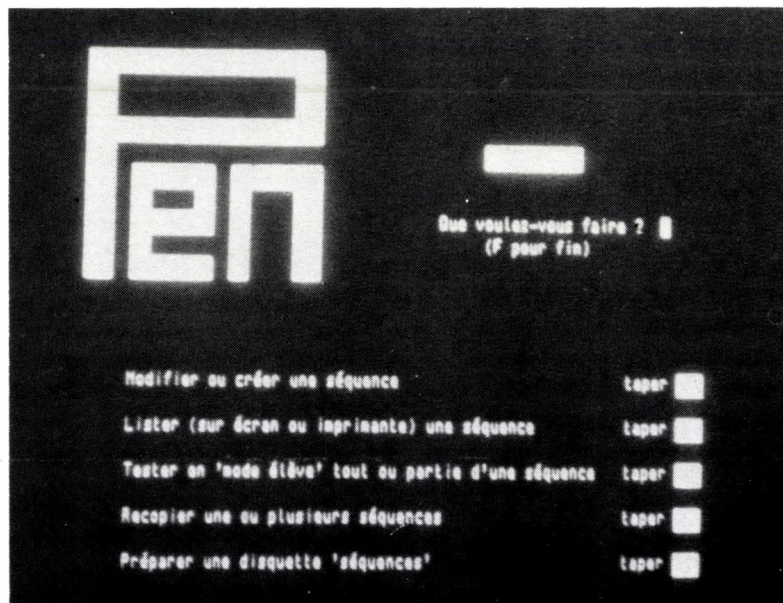 Pen
Que voulez-vous faire ?
(F pour fin)
Modifier ou créer une séquence taper
Lister (sur écran ou imprimante) une séquence taper
Tester en 'mode élève' tout ou partie d'une séquence taper
Recopier une ou plusieurs séquences taper
Préparer une disquette 'séquences' taper